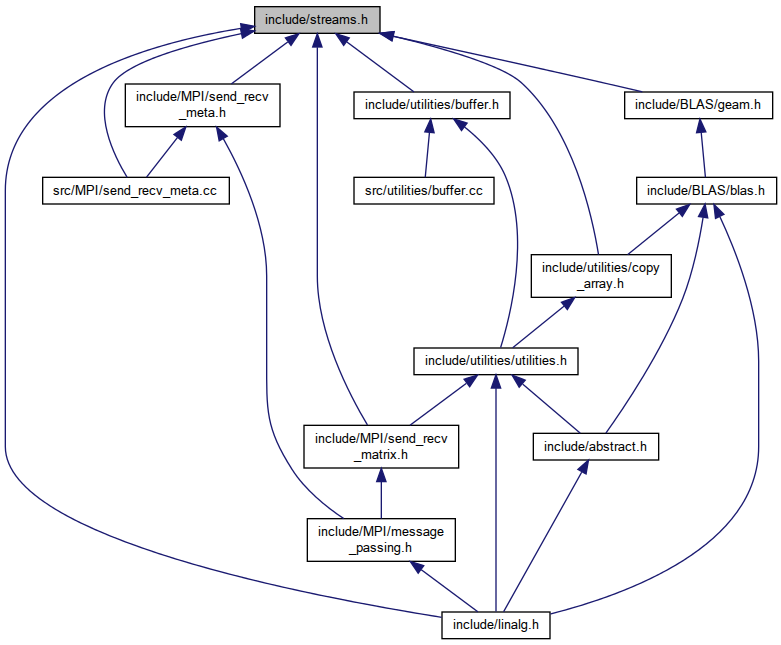 include/streams.h
include/MPI/send_recv
_meta.h
include/utilities/buffer.h
include/BLAS/geam.h
src/MPI/send_recv_meta.cc
src/utilities/buffer.cc
include/BLAS/blas.h
include/utilities/copy
_array.h
include/utilities/utilities.h
include/MPI/send_recv
_matrix.h
include/abstract.h
include/MPI/message
_passing.h
include/linalg.h